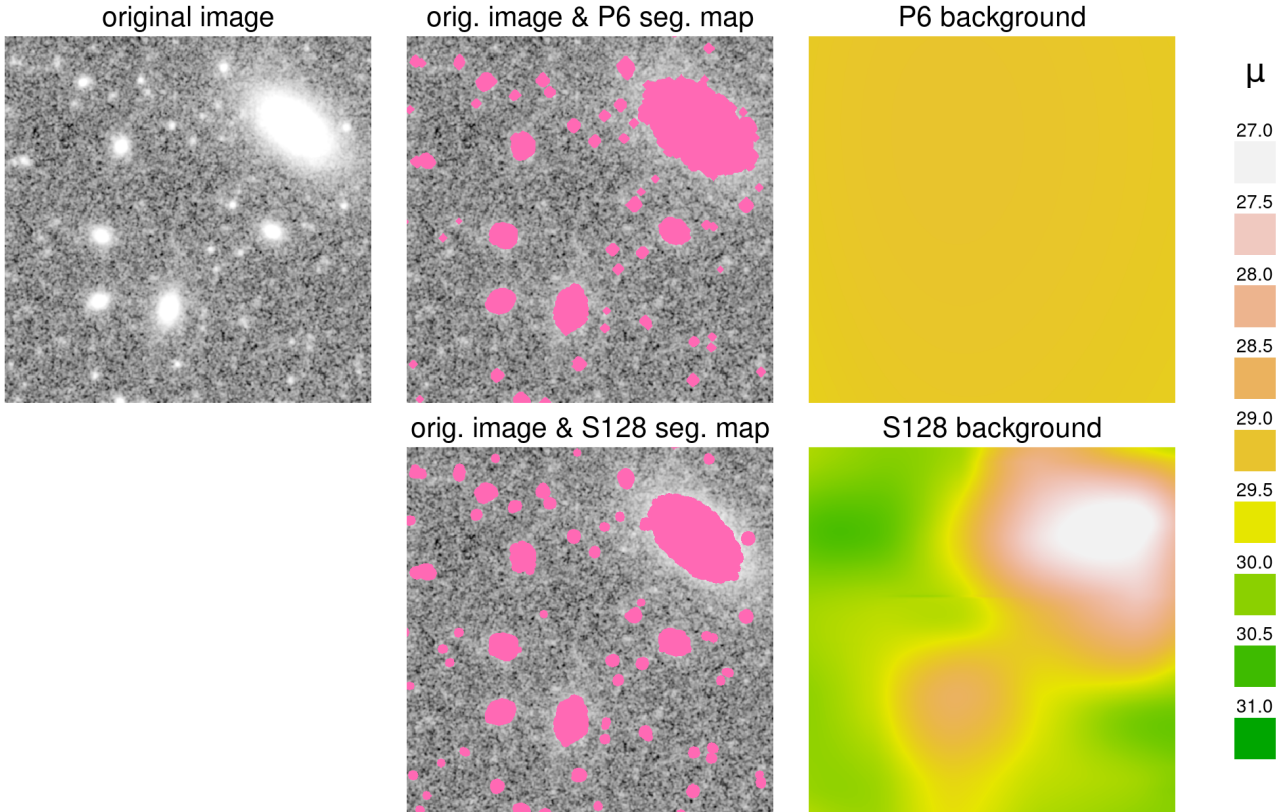 original image
orig. image & P6 seg. map
P6 background
μ
27.0
27.5
28.0
28.5
29.0
29.5
30.0
30.5
31.0
orig. image & S128 seg. map
S128 background